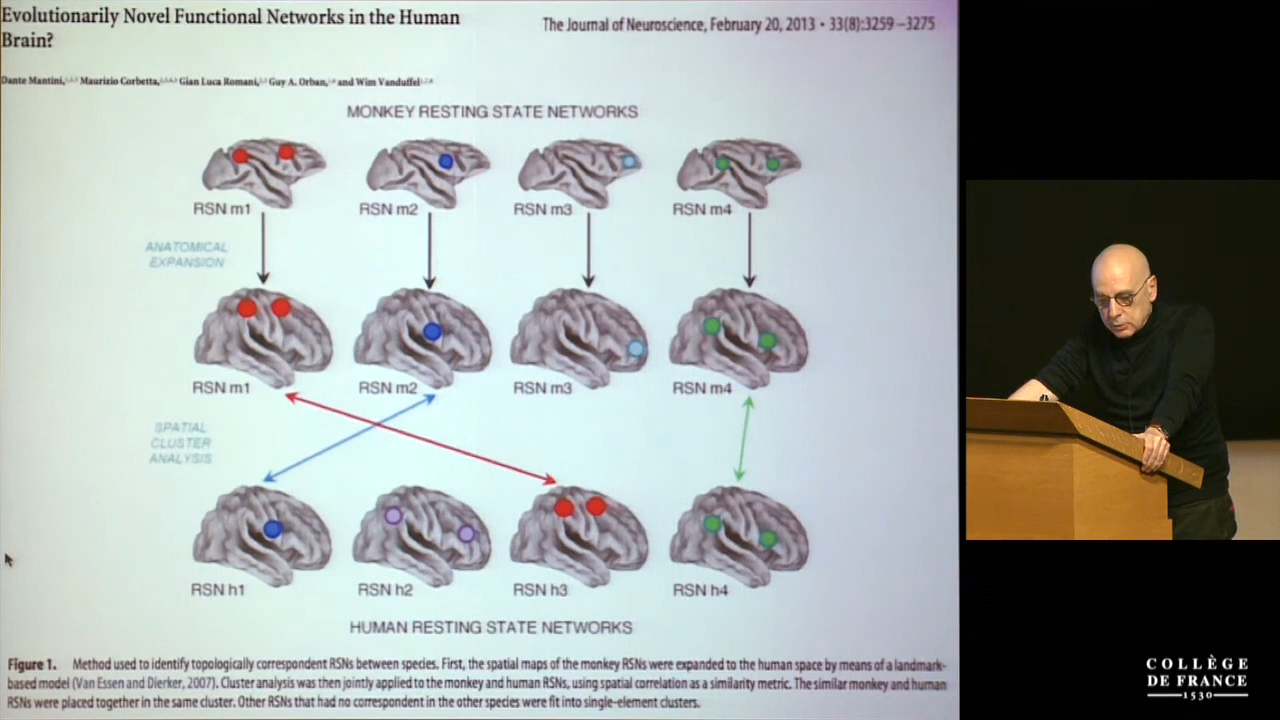 Evolutionarily Novel Functional Networks in the Human
Brain?
The Journal of Neuroscience, February 20, 2013 • 33(8):3259–3275
Dante Mantini, Maurizio Corbetta, Gian Luca Romani, Guy A. Orban, and Wim Vanduffel
MONKEY RESTING STATE NETWORKS
RSN m1 RSN m2 RSN m3 RSN m4
ANATOMICAL
EXPANSION
RSN m1 RSN m2 RSN m3 RSN m4
SPATIAL
CLUSTER
ANALYSIS
RSN h1 RSN h2 RSN h3 RSN h4
HUMAN RESTING STATE NETWORKS
Figure 1. Method used to identify topologically correspondent RSNs between species. First, the spatial maps of the monkey RSNs were expanded to the human space by means of a landmark-
based model (Van Essen and Dierker, 2007). Cluster analysis was then jointly applied to the monkey and human RSNs, using spatial correlation as a similarity metric. The similar monkey and human
RSNs were placed together in the same cluster. Other RSNs that had no correspondent in the other species were fit into single-element clusters.
COLLÈGE
DE FRANCE
1530